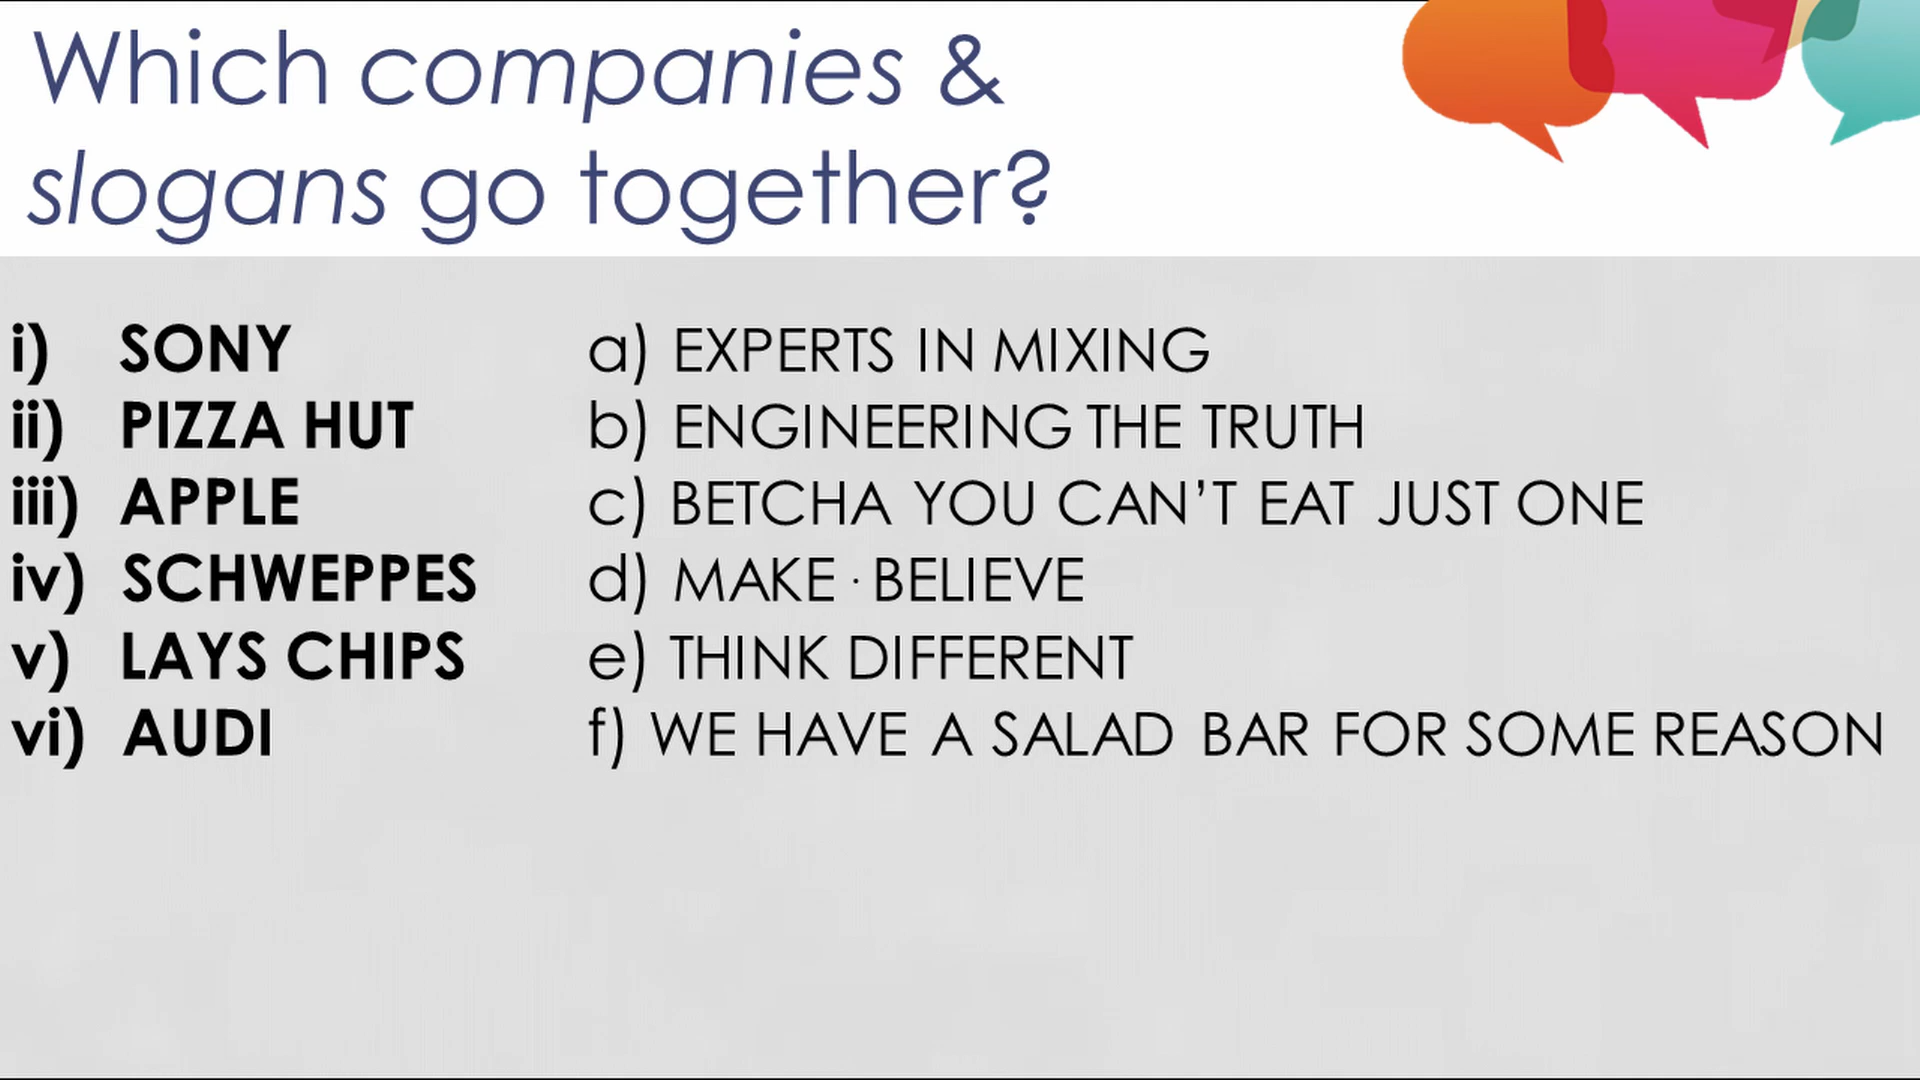 Which companies &
slogans go together?
i) SONY a) EXPERTS IN MIXING
ii) PIZZA HUT b) ENGINEERING THE TRUTH
iii) APPLE c) BETCHA YOU CAN’T EAT JUST ONE
iv) SCHWEPPES d) MAKE · BELIEVE
v) LAYS CHIPS e) THINK DIFFERENT
vi) AUDI f) WE HAVE A SALAD BAR FOR SOME REASON